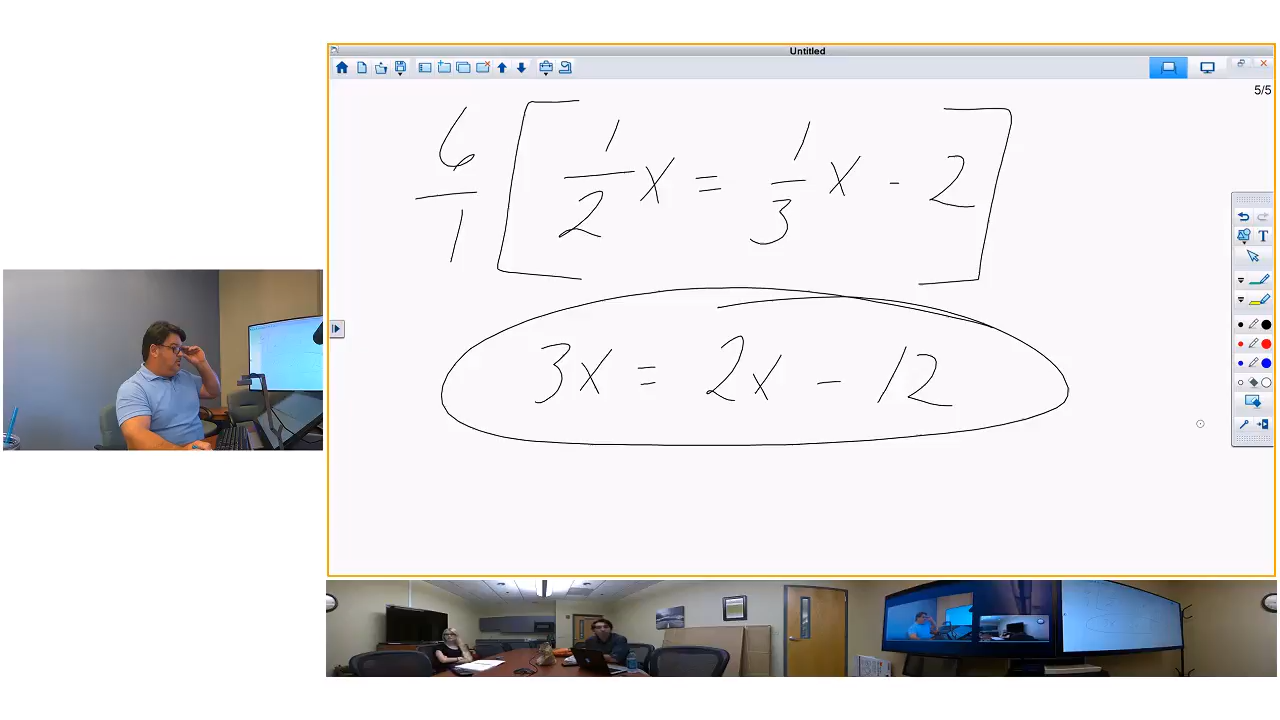 Untitled
5/5
6/1 [ 1/2 x = 1/3 x - 2 ]
3x = 2x - 12
T